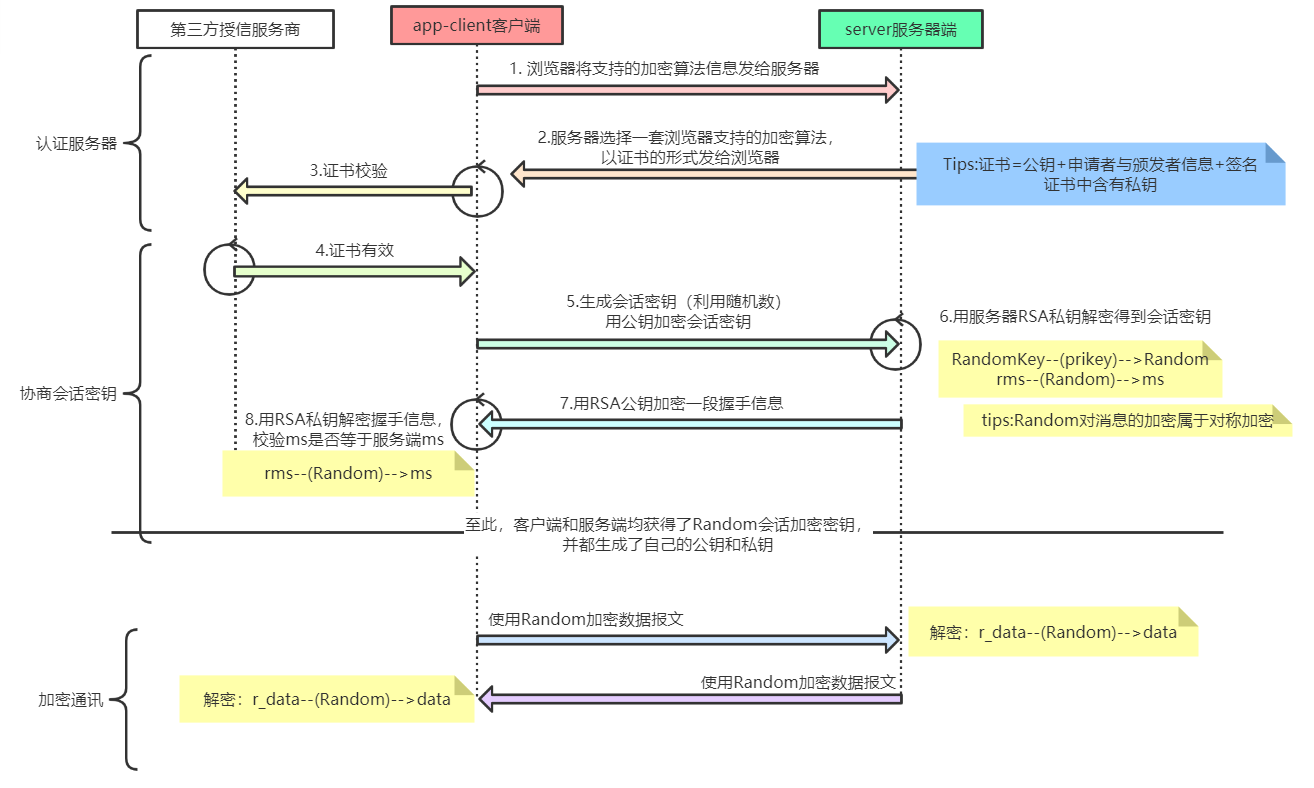 第三方授信服务商
app-client客户端
server服务器端
1. 浏览器将支持的加密算法信息发给服务器
认证服务器
2.服务器选择一套浏览器支持的加密算法，
以证书的形式发给浏览器
Tips:证书=公钥+申请者与颁发者信息+签名
证书中含有私钥
3.证书校验
4.证书有效
5.生成会话密钥（利用随机数）
用公钥加密会话密钥
6.用服务器RSA私钥解密得到会话密钥
RandomKey--(prikey)-->Random
rms--(Random)-->ms
协商会话密钥
7.用RSA公钥加密一段握手信息
tips:Random对消息的加密属于对称加密
8.用RSA私钥解密握手信息，
校验ms是否等于服务端ms
rms--(Random)-->ms
至此，客户端和服务端均获得了Random会话加密密钥，
并都生成了自己的公钥和私钥
使用Random加密数据报文
解密：r_data--(Random)-->data
加密通讯
使用Random加密数据报文
解密：r_data--(Random)-->data